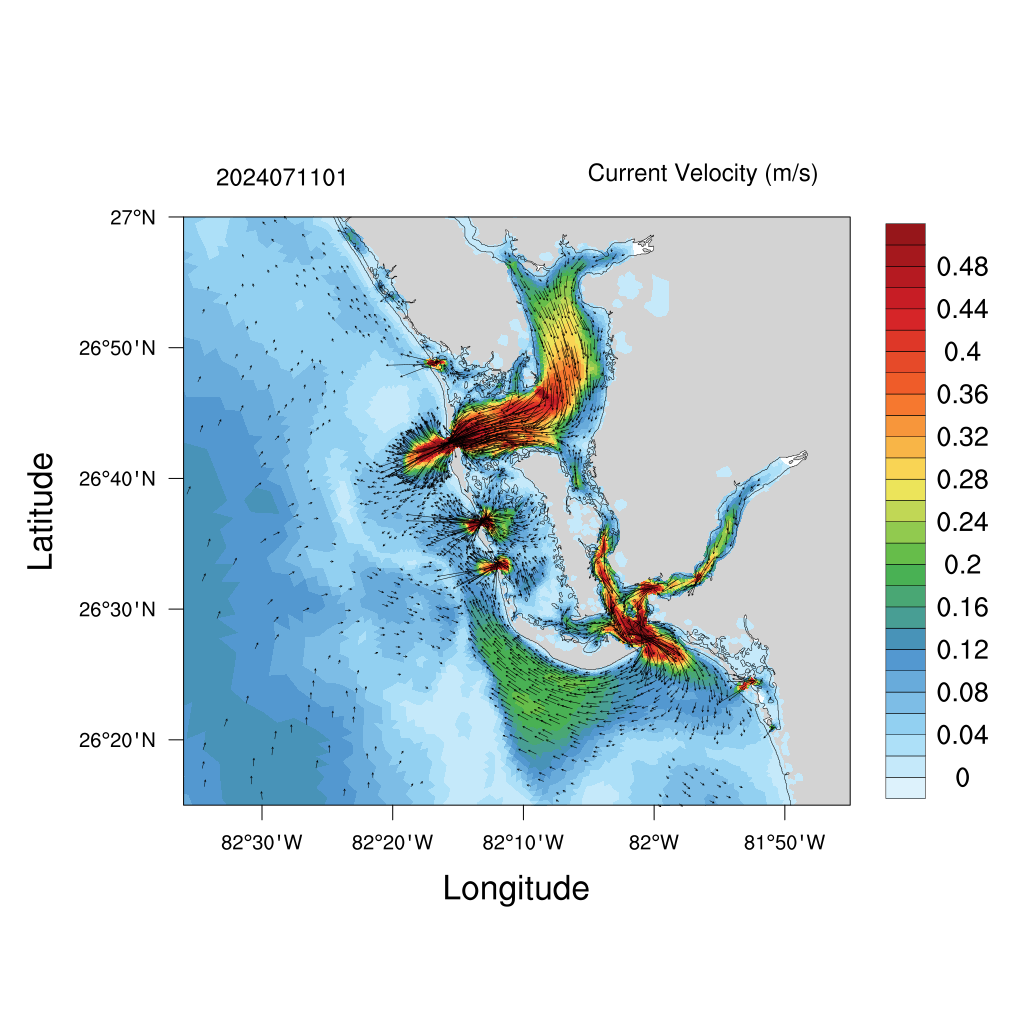 2024071101
Current Velocity (m/s)
27°N
26°50'N
26°40'N
26°30'N
26°20'N
Latitude
82°30'W
82°20'W
82°10'W
82°W
81°50'W
Longitude
0.48
0.44
0.4
0.36
0.32
0.28
0.24
0.2
0.16
0.12
0.08
0.04
0